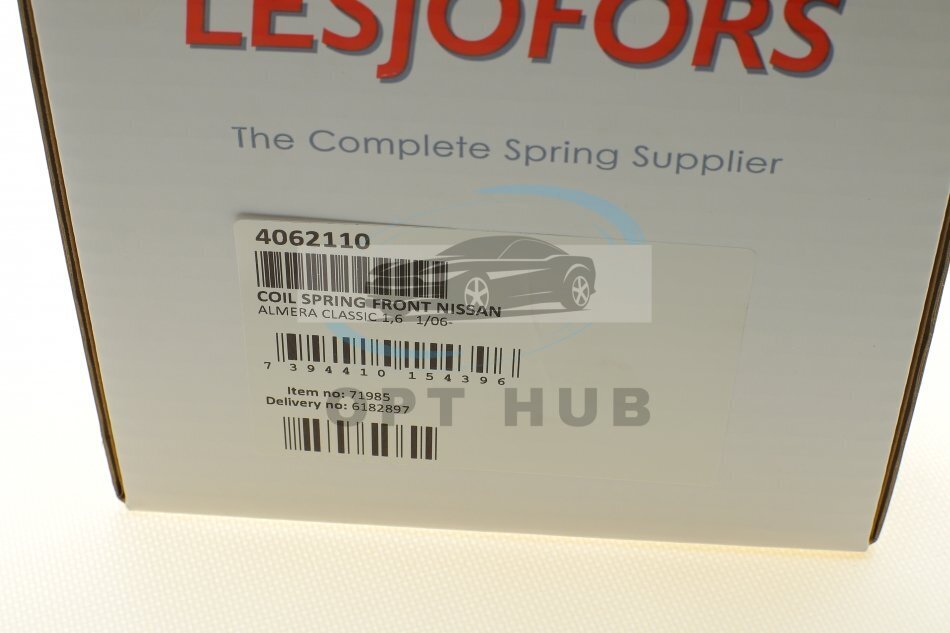 LESJOFORS
The Complete Spring Supplier
4062110
COIL SPRING FRONT NISSAN
ALMERA CLASSIC 1,6 1/06-
7 394410 154396
Item no: 71985
Delivery no: 6182897
OPT HUB